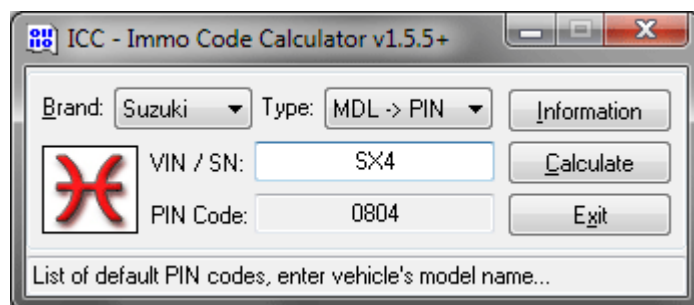 ICC - Immo Code Calculator v1.5.5+
Brand: Suzuki Type: MDL -> PIN Information
VIN / SN: SX4 Calculate
PIN Code: 0804 Exit
List of default PIN codes, enter vehicle's model name...